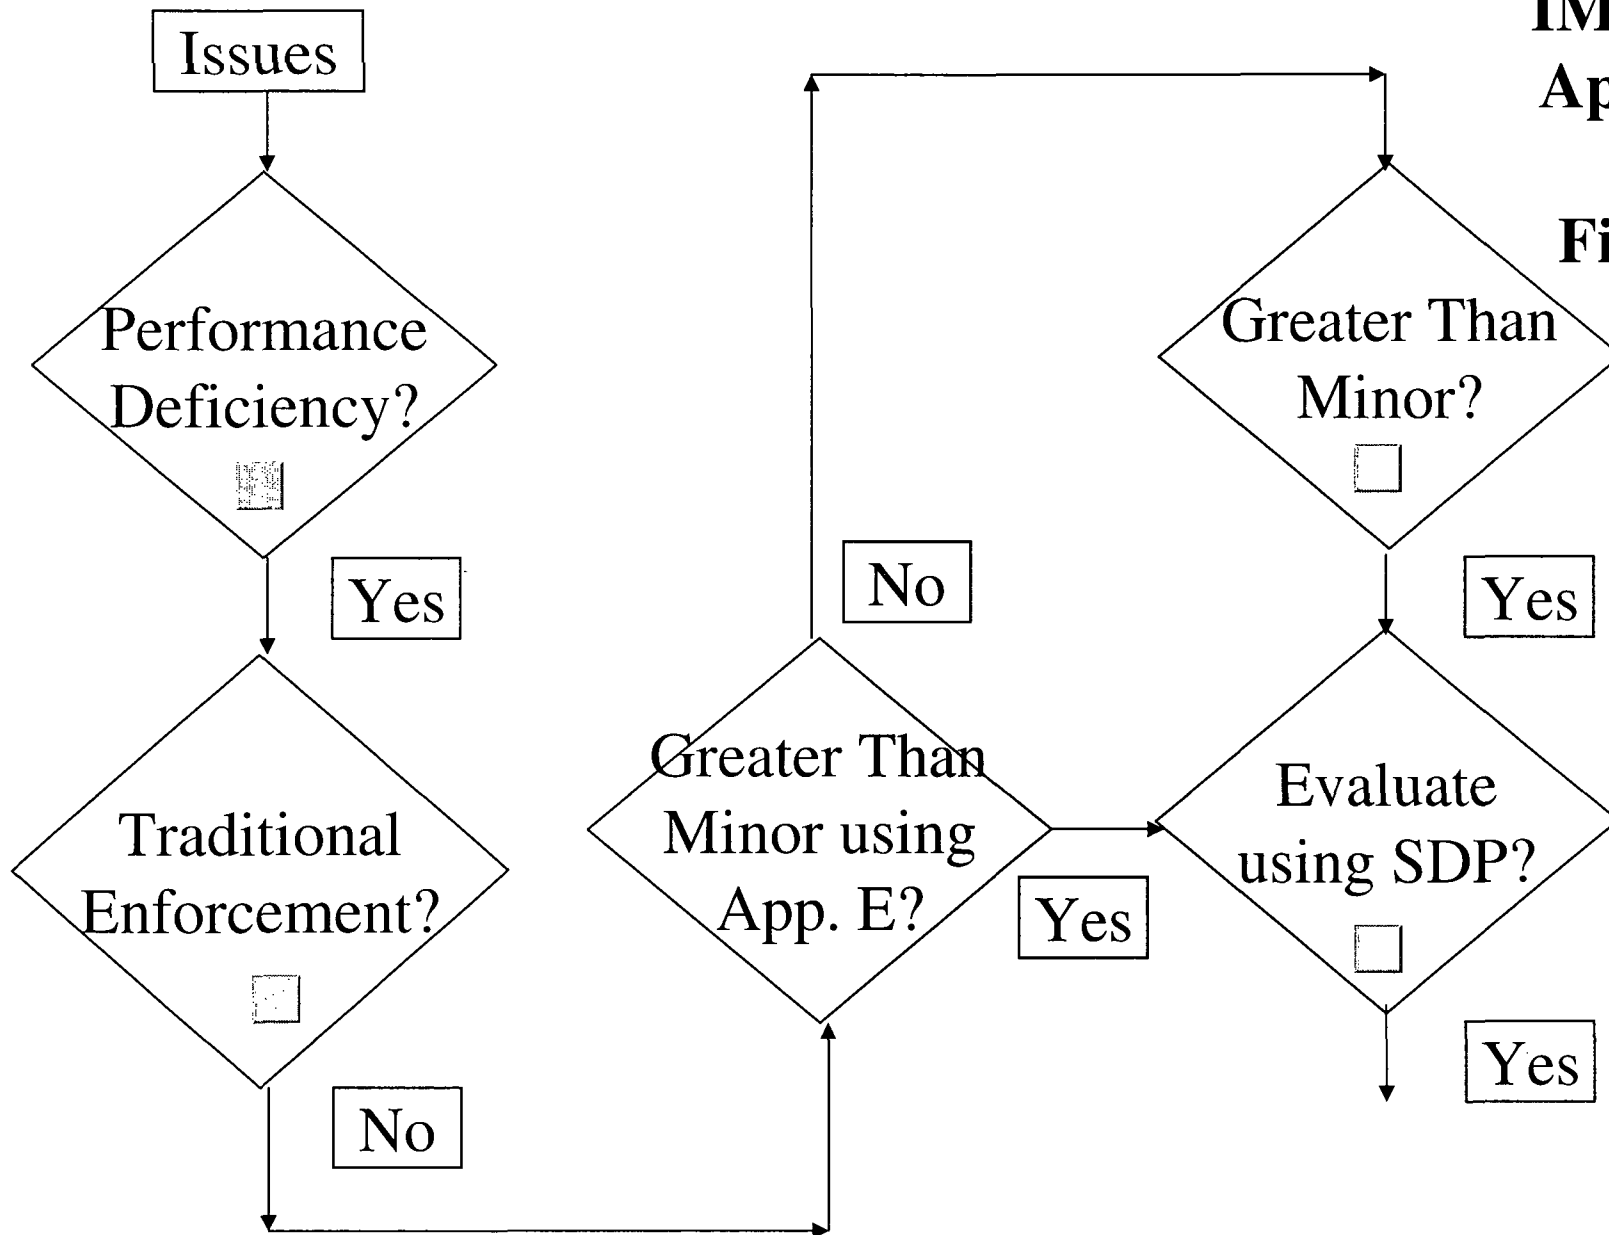 Issues
Performance
Deficiency?
Yes
Traditional
Enforcement?
No
Greater Than
Minor using
App. E?
No
Yes
Greater Than
Minor?
Yes
Evaluate
using SDP?
Yes